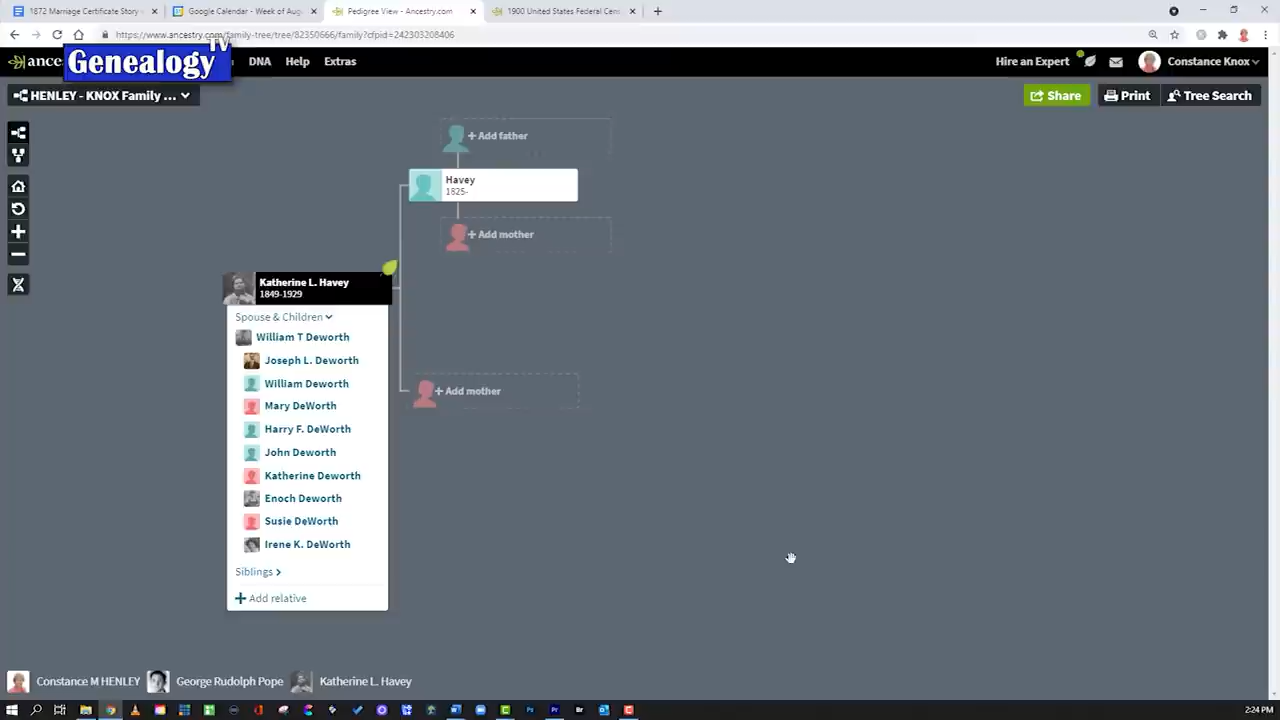 1872 Marriage Certificate Story
Google Calendar - Week of Aug
Pedigree View - Ancestry.com
1900 United States Federal Cen
https://www.ancestry.com/family-tree/tree/82350666/family?cfpid=242303208406
Genealogy TV
DNA
Help
Extras
Hire an Expert
Constance Knox
HENLEY - KNOX Family ...
Share
Print
Tree Search
Add father
Havey
1825-
Add mother
Katherine L. Havey
1849-1929
Spouse & Children
William T Deworth
Joseph L. Deworth
William Deworth
Add mother
Mary DeWorth
Harry F. DeWorth
John Deworth
Katherine Deworth
Enoch Deworth
Susie DeWorth
Irene K. DeWorth
Siblings
Add relative
Constance M HENLEY
George Rudolph Pope
Katherine L. Havey
2:24 PM